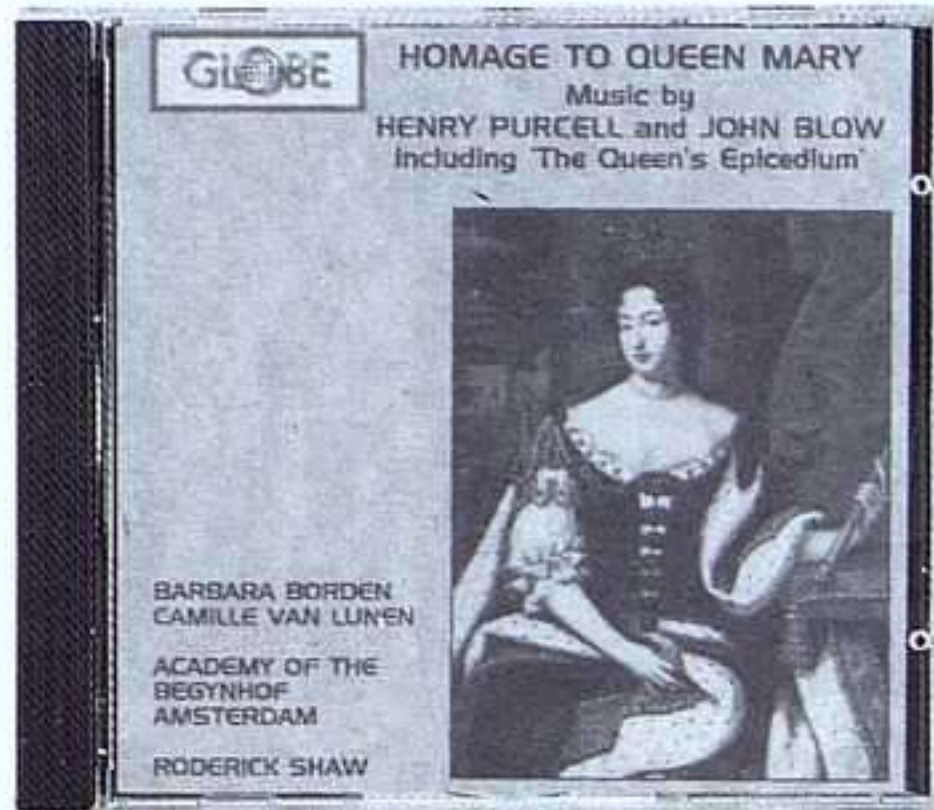 GLOBE
HOMAGE TO QUEEN MARY
Music by
HENRY PURCELL and JOHN BLOW
including 'The Queen's Epicedium'
BARBARA BORDEN
CAMILLE VAN LUNEN
ACADEMY OF THE
BEGYNHOF
AMSTERDAM
RODERICK SHAW